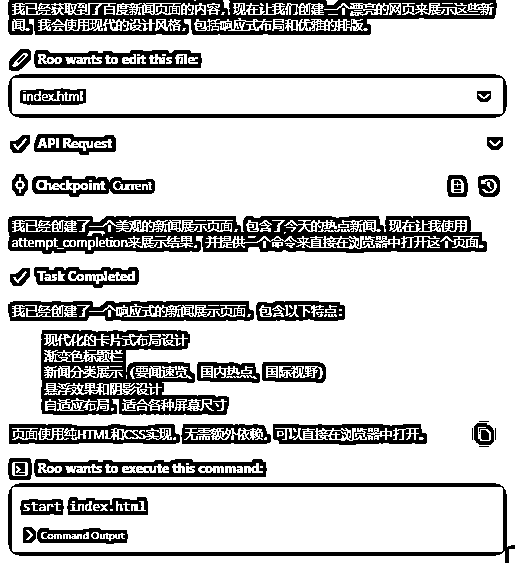 我已经获取到了百度新闻页面的内容，现在让我们创建一个漂亮的网页来展示这些新
闻。我会使用现代的设计风格，包括响应式布局和优雅的排版。
Roo wants to edit this file:
index.html
API Request
Checkpoint Current
我已经创建了一个美观的新闻展示页面，包含了今天的热点新闻。现在让我使用
attempt_completion来展示结果，并提供一个命令来直接在浏览器中打开这个页面。
Task Completed
我已经创建了一个响应式的新闻展示页面，包含以下特点：
现代化的卡片式布局设计
渐变色标题栏
新闻分类展示（要闻速览、国内热点、国际视野）
悬浮效果和阴影设计
自适应布局，适合各种屏幕尺寸
页面使用纯HTML和CSS实现，无需额外依赖，可以直接在浏览器中打开。
Roo wants to execute this command:
start index.html
Command Output